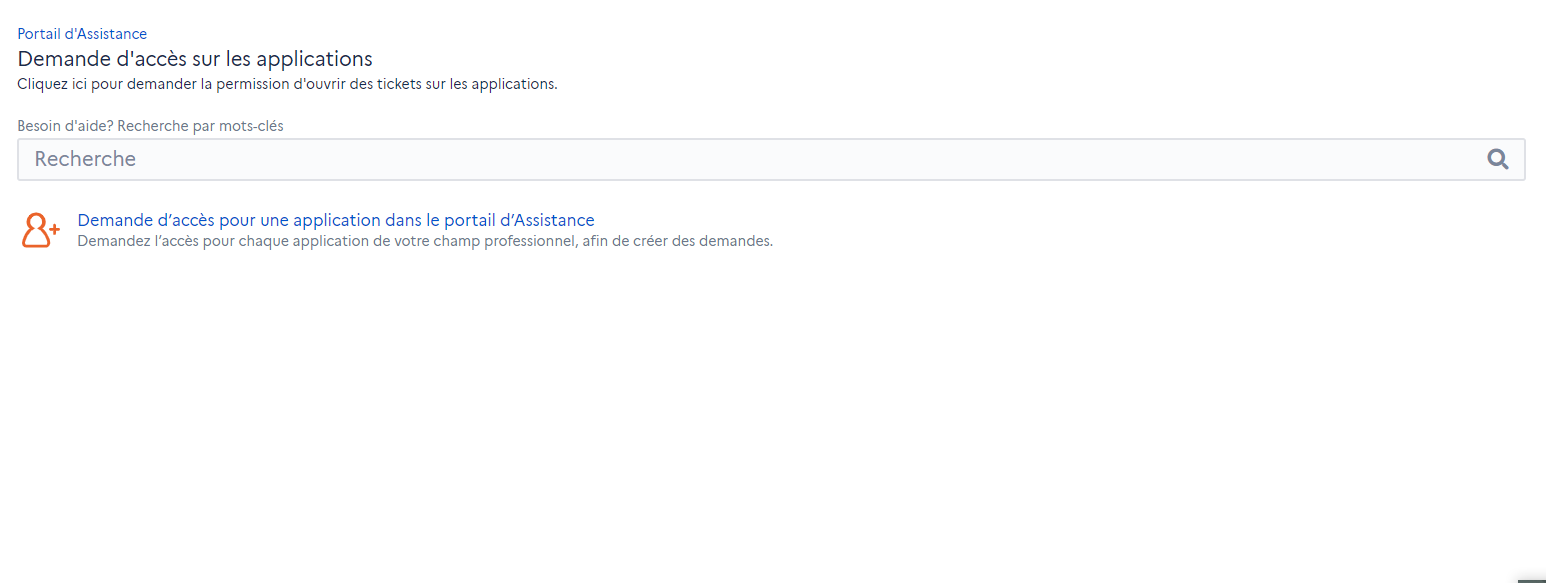 Portail d'Assistance
Demande d'accès sur les applications
Cliquez ici pour demander la permission d'ouvrir des tickets sur les applications.
Besoin d'aide? Recherche par mots-clés
Recherche
Demande d’accès pour une application dans le portail d’Assistance
Demandez l’accès pour chaque application de votre champ professionnel, afin de créer des demandes.